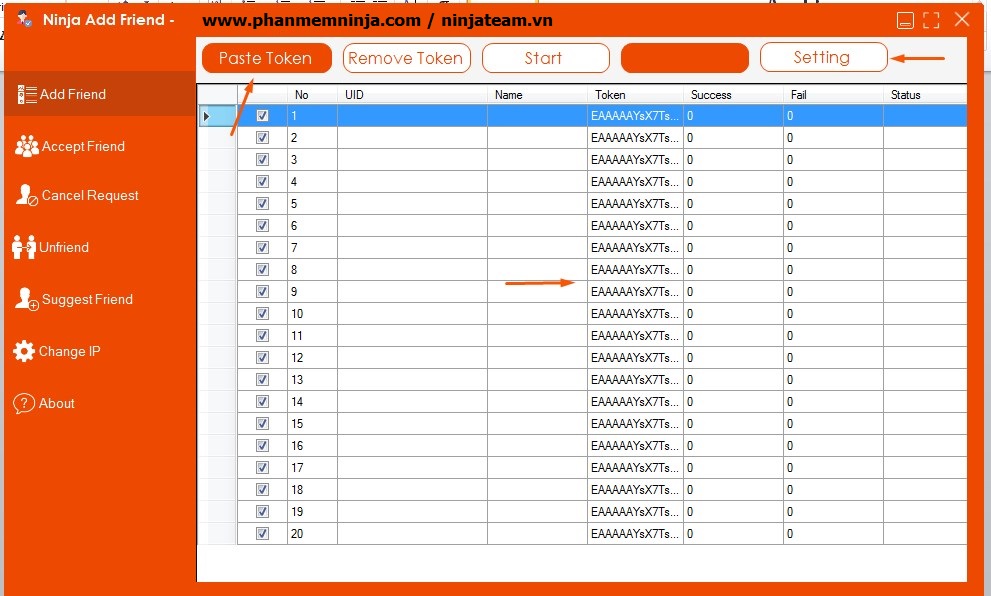 Ninja Add Friend - www.phanmemninja.com / ninjateam.vn
Paste Token Remove Token Start Setting
Add Friend
Accept Friend
Cancel Request
Unfriend
Suggest Friend
Change IP
? About
No UID Name Token Success Fail Status
1 EAAAAAYsX7Ts... 0 0
2 EAAAAAYsX7Ts... 0 0
3 EAAAAAYsX7Ts... 0 0
4 EAAAAAYsX7Ts... 0 0
5 EAAAAAYsX7Ts... 0 0
6 EAAAAAYsX7Ts... 0 0
7 EAAAAAYsX7Ts... 0 0
8 EAAAAAYsX7Ts... 0 0
9 EAAAAAYsX7Ts... 0 0
10 EAAAAAYsX7Ts... 0 0
11 EAAAAAYsX7Ts... 0 0
12 EAAAAAYsX7Ts... 0 0
13 EAAAAAYsX7Ts... 0 0
14 EAAAAAYsX7Ts... 0 0
15 EAAAAAYsX7Ts... 0 0
16 EAAAAAYsX7Ts... 0 0
17 EAAAAAYsX7Ts... 0 0
18 EAAAAAYsX7Ts... 0 0
19 EAAAAAYsX7Ts... 0 0
20 EAAAAAYsX7Ts... 0 0